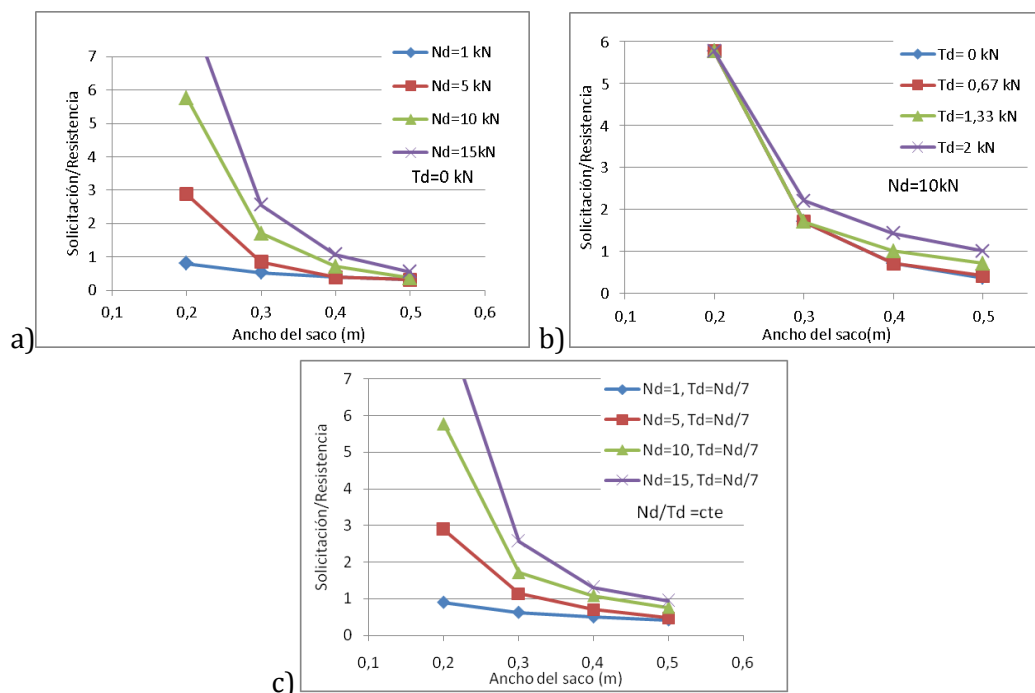 Solicitación/Resistencia
7
6
5
4
3
2
1
0
0,1
0,2
0,3
0,4
0,5
0,6
Ancho del saco (m)
Nd=1 kN
Nd=5 kN
Nd=10 kN
Nd=15kN
Td=0 kN
a)
Solicitación/Resistencia
6
5
4
3
2
1
0
0,1
0,2
0,3
0,4
0,5
Ancho del saco(m)
Td= 0 kN
Td= 0,67 kN
Td=1,33 kN
Td=2 kN
Nd=10kN
b)
Solicitación/Resistencia
7
6
5
4
3
2
1
0
0,1
0,2
0,3
0,4
0,5
0,6
Ancho del saco (m)
Nd=1, Td=Nd/7
Nd=5, Td=Nd/7
Nd=10, Td=Nd/7
Nd=15, Td=Nd/7
Nd/Td =cte
c)